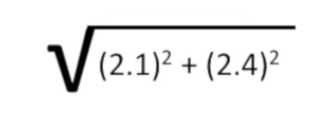 √(2.1)² + (2.4)²